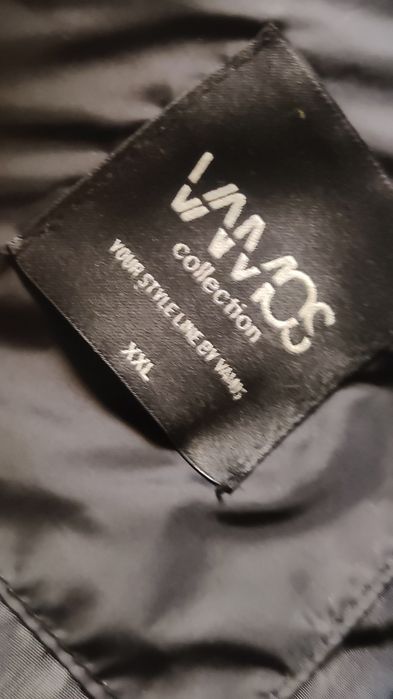 VAMOS
collection
YOUR STYLE LINE BY VAMOS
XXL